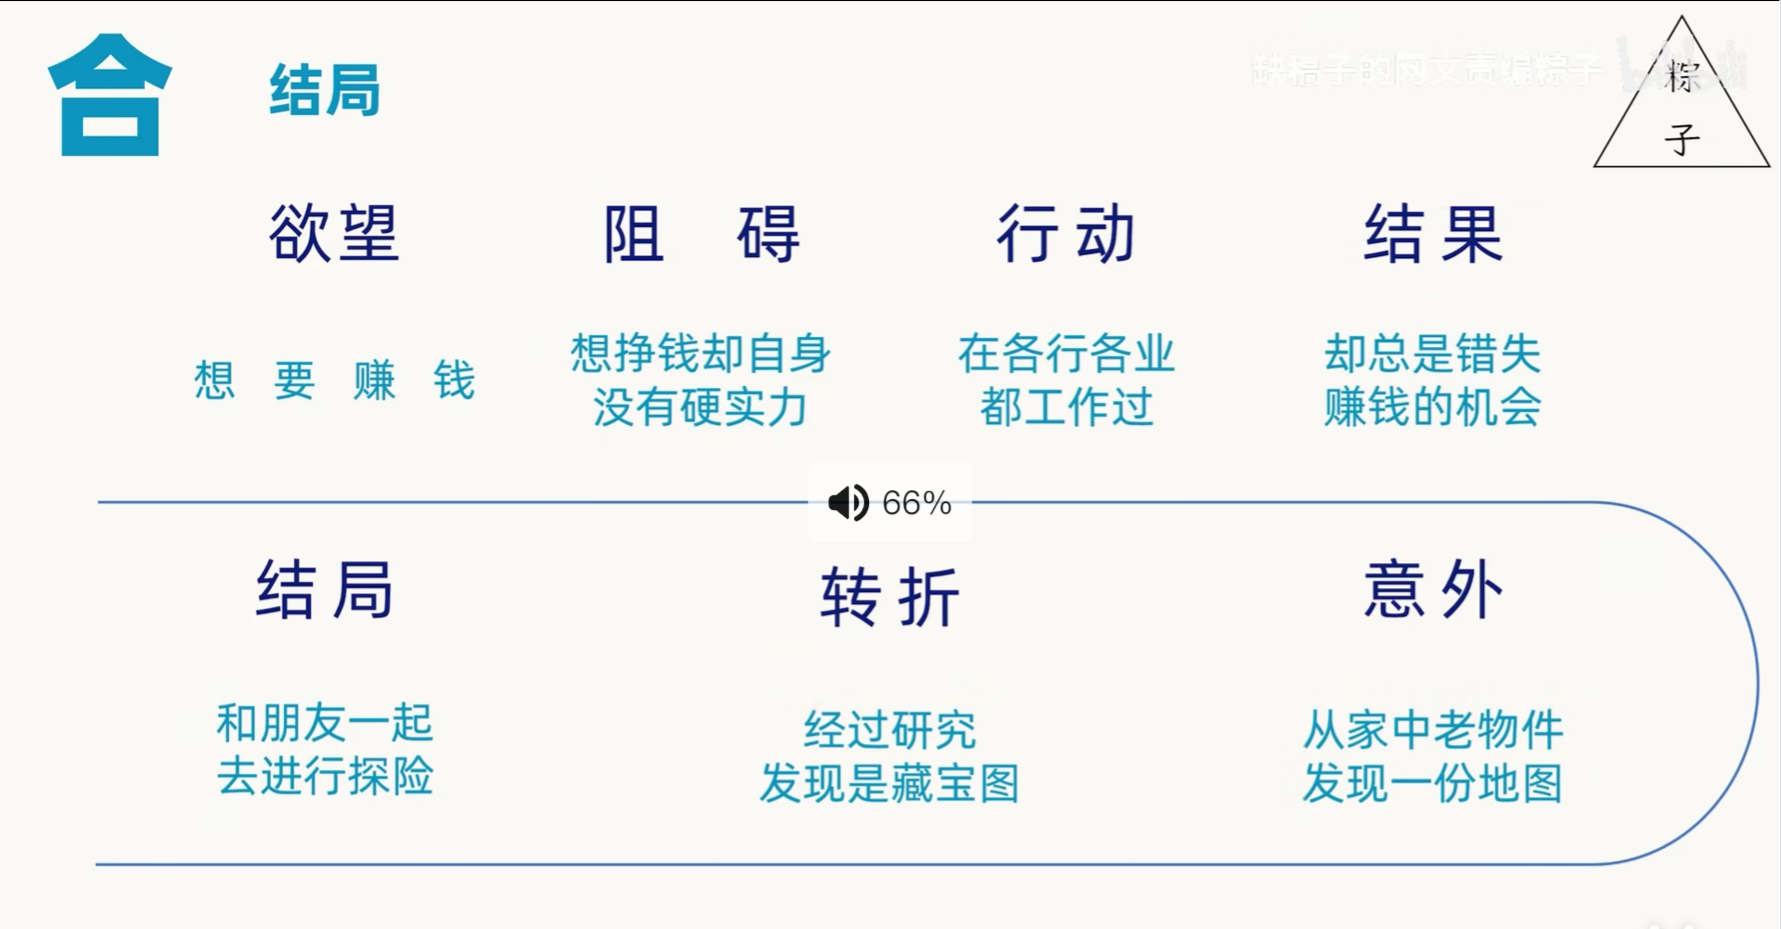 合 结局
缺稿子的网文责编粽子 bilibili
粽
子
欲望 阻 碍 行动 结果
想 要 赚 钱
想挣钱却自身
没有硬实力
在各行各业
都工作过
却总是错失
赚钱的机会
66%
结局 转折 意外
和朋友一起
去进行探险
经过研究
发现是藏宝图
从家中老物件
发现一份地图